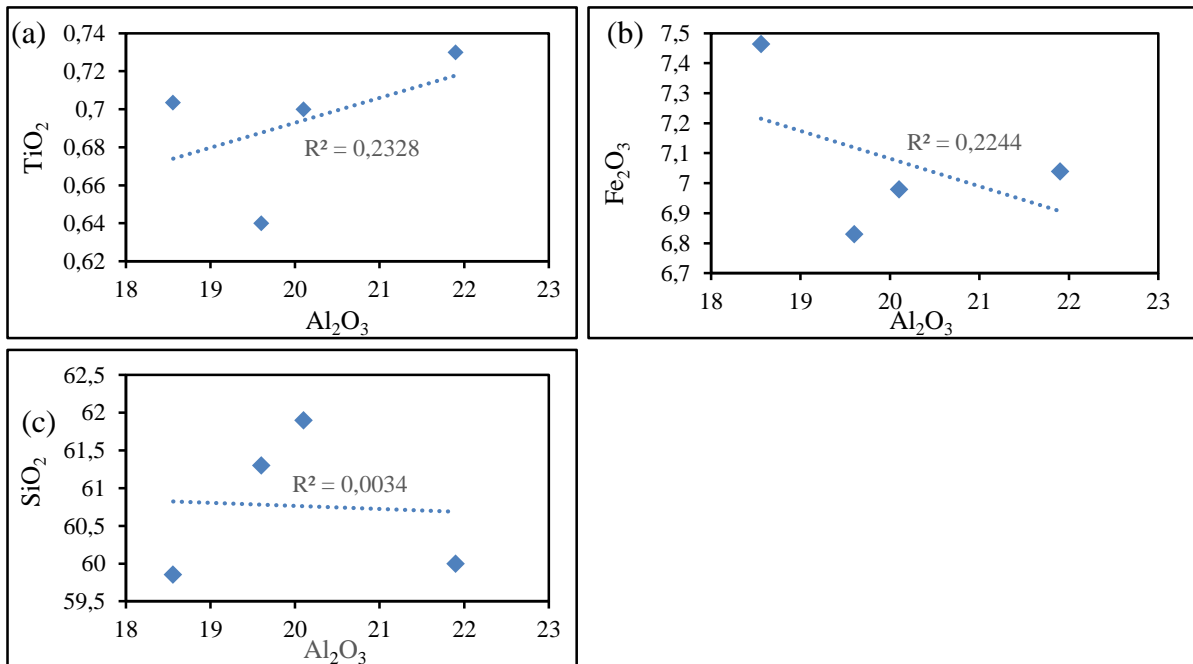 (a)
TiO₂
0,74
0,72
0,7
0,68
0,66
0,64
0,62
R² = 0,2328
18 19 20 21 22 23
Al₂O₃
(b)
Fe₂O₃
7,5
7,4
7,3
7,2
7,1
7
6,9
6,8
6,7
R² = 0,2244
18 19 20 21 22 23
Al₂O₃
(c)
SiO₂
62,5
62
61,5
61
60,5
60
59,5
R² = 0,0034
18 19 20 21 22 23
Al₂O₃